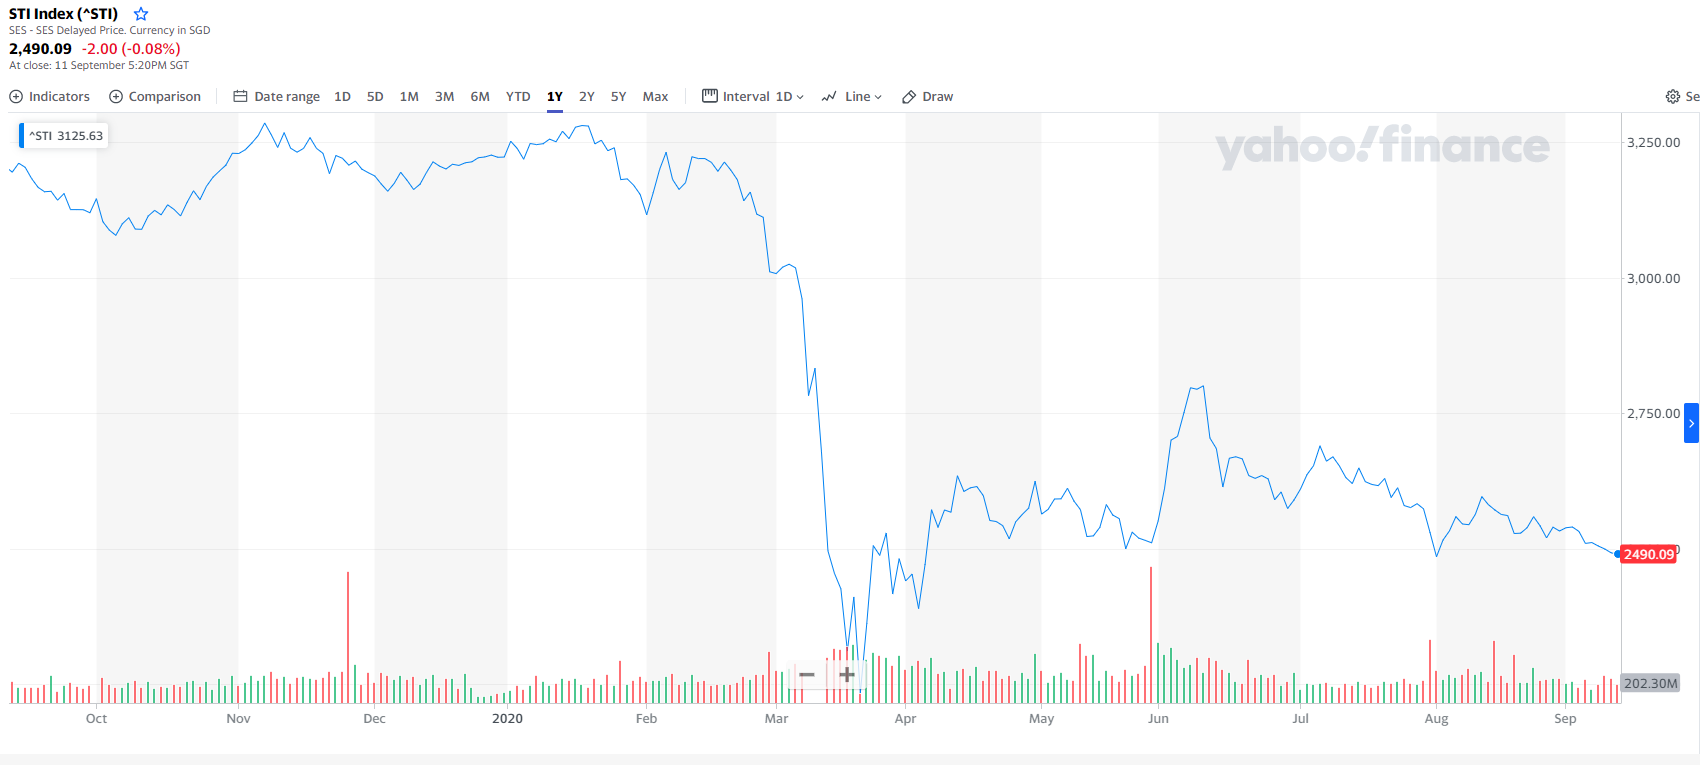 STI Index (^STI)
SES - SES Delayed Price. Currency in SGD
2,490.09 -2.00 (-0.08%)
At close: 11 September 5:20PM SGT
Indicators Comparison Date range 1D 5D 1M 3M 6M YTD 1Y 2Y 5Y Max Interval 1D Line Draw Se
^STI 3125.63
yahoo!finance
3,250.00
3,000.00
2,750.00
2490.09
202.30M
Oct Nov Dec 2020 Feb Mar Apr May Jun Jul Aug Sep